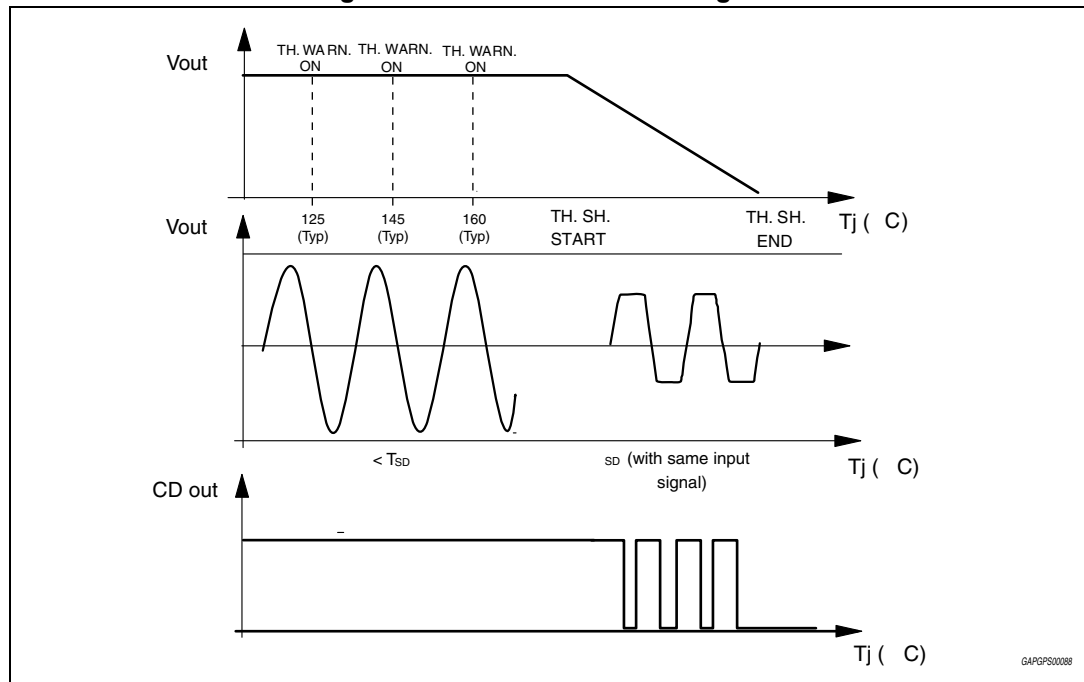 Vout
TH. WARN. ON
TH. WARN. ON
TH. WARN. ON
Tj ( C)
125 (Typ)
145 (Typ)
160 (Typ)
TH. SH. START
TH. SH. END
Vout
< TSD
SD (with same input signal)
Tj ( C)
CD out
Tj ( C)
GAPGPS00088